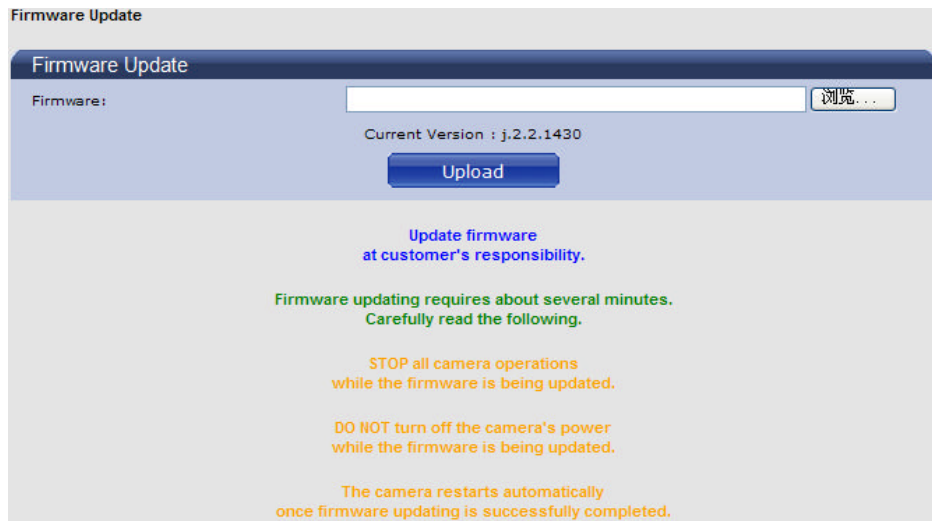 Firmware Update
Firmware Update
Firmware:
浏览...
Current Version : j.2.2.1430
Upload
Update firmware
at customer's responsibility.
Firmware updating requires about several minutes.
Carefully read the following.
STOP all camera operations
while the firmware is being updated.
DO NOT turn off the camera's power
while the firmware is being updated.
The camera restarts automatically
once firmware updating is successfully completed.